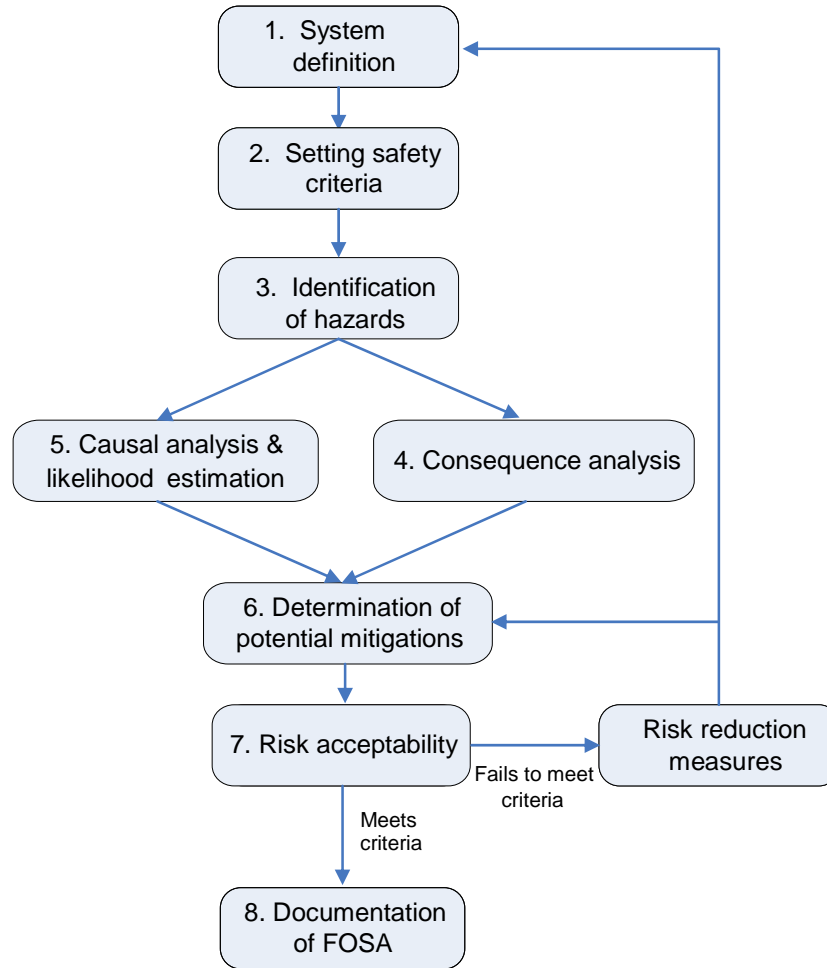 1. System
definition
2. Setting safety
criteria
3. Identification
of hazards
5. Causal analysis &
likelihood estimation
4. Consequence analysis
6. Determination of
potential mitigations
7. Risk acceptability
Risk reduction
measures
Fails to meet
criteria
Meets
criteria
8. Documentation
of FOSA